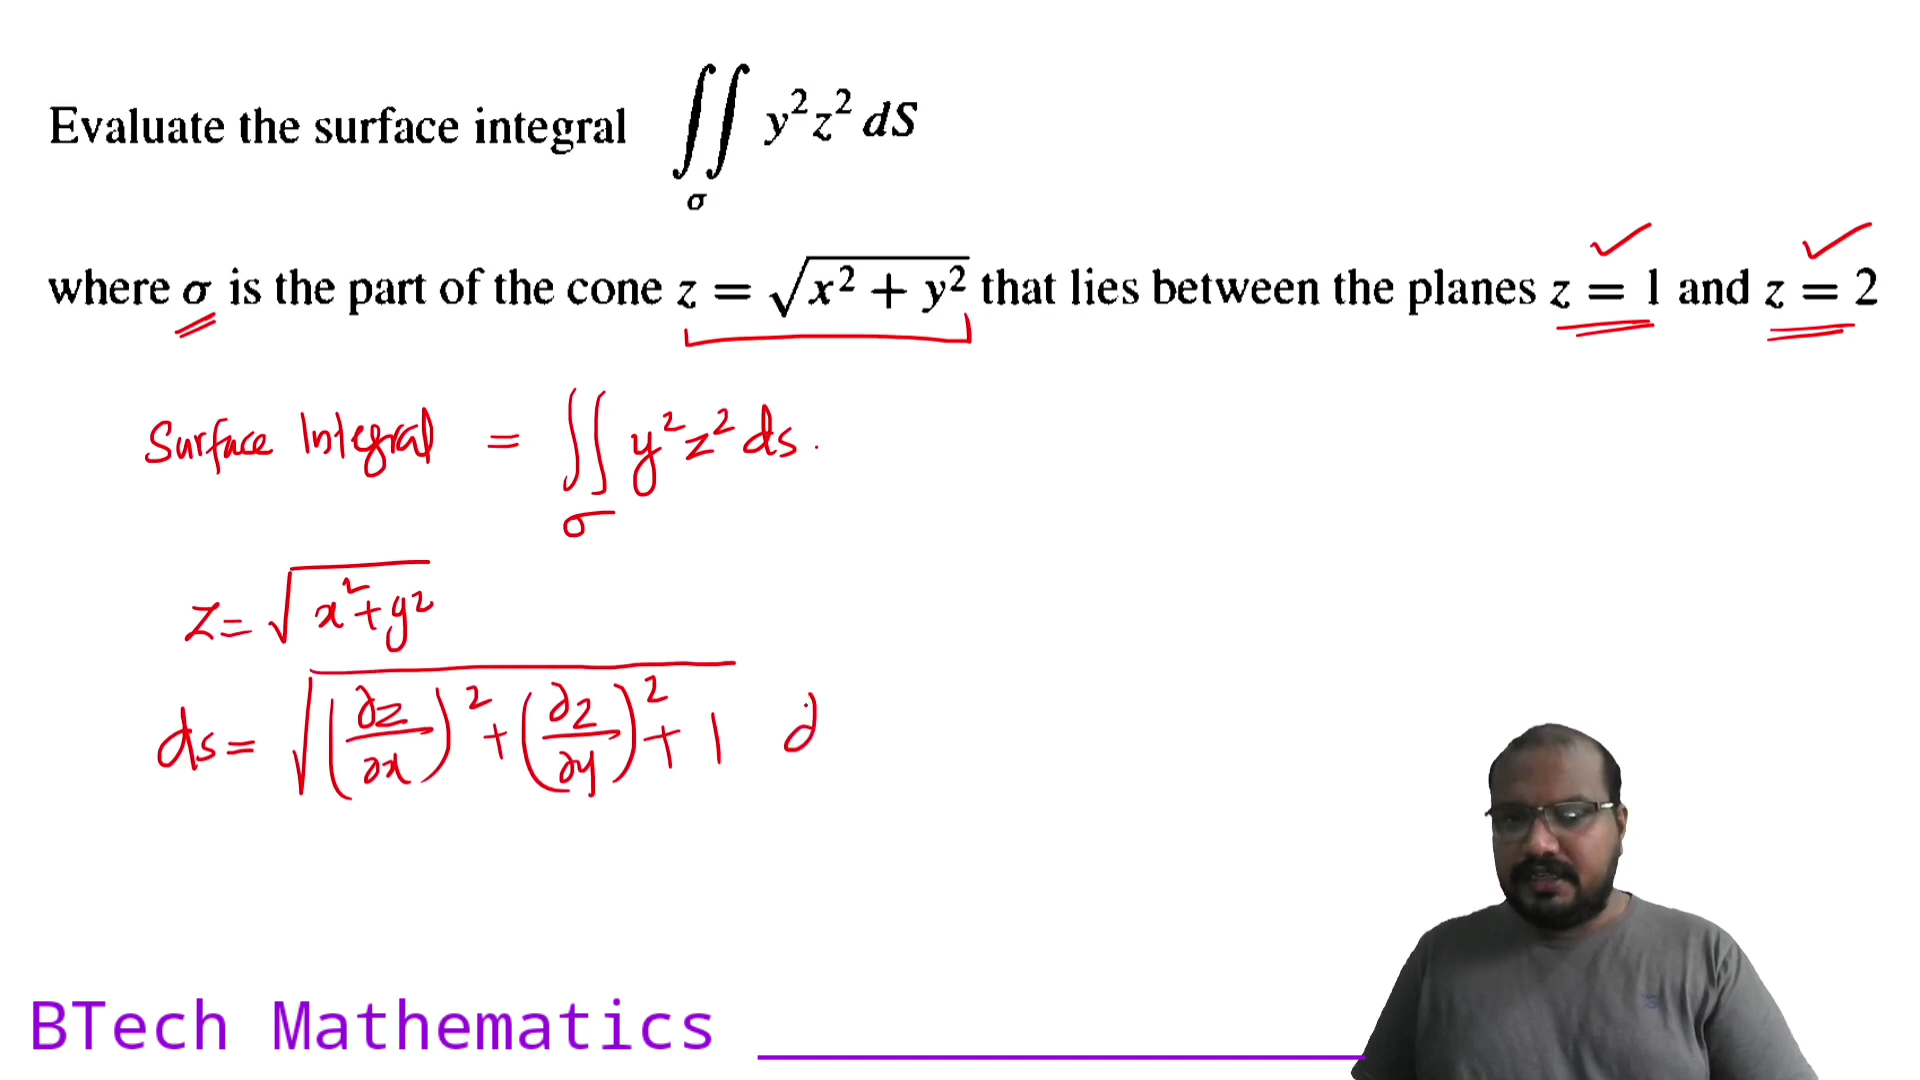 Evaluate the surface integral ∬_σ y²z² dS
where σ is the part of the cone z = √(x² + y²) that lies between the planes z = 1 and z = 2
Surface Integral = ∬_σ y²z² ds.
z = √(x²+y²)
ds = √((∂z/∂x)² + (∂z/∂y)² + 1) d
BTech Mathematics